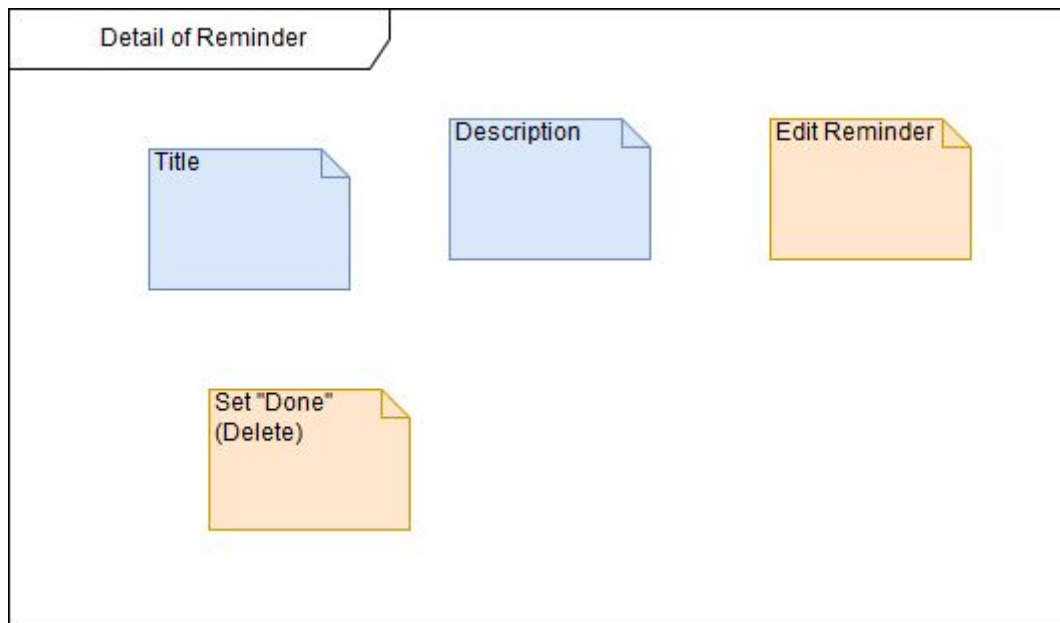 Detail of Reminder
Title
Description
Edit Reminder
Set "Done"
(Delete)